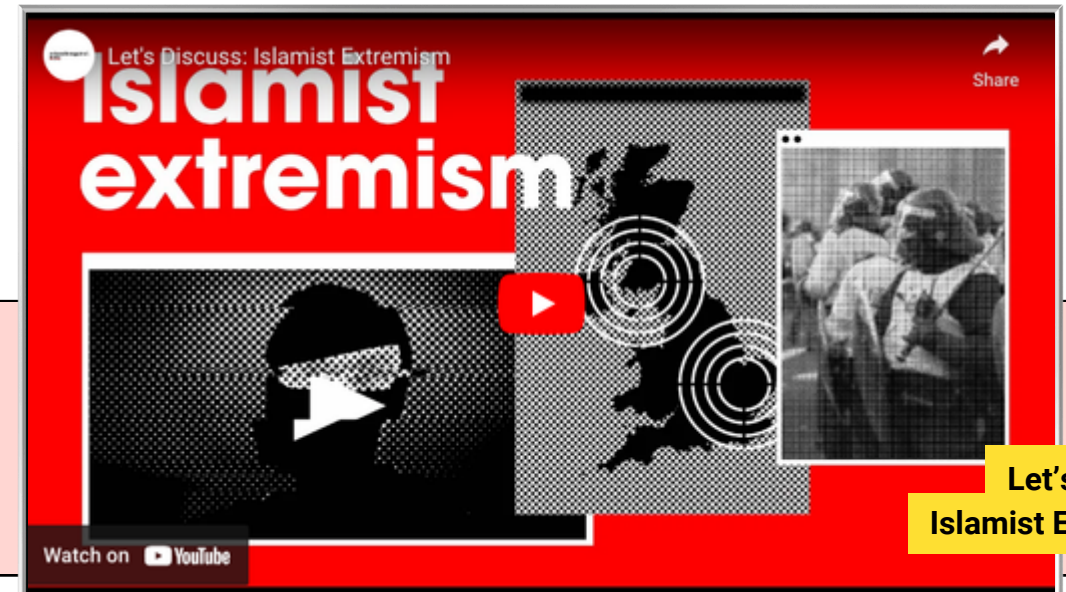 Let's Discuss: Islamist Extremism
Share
Islamist
extremism
Let's
Islamist E
Watch on YouTube